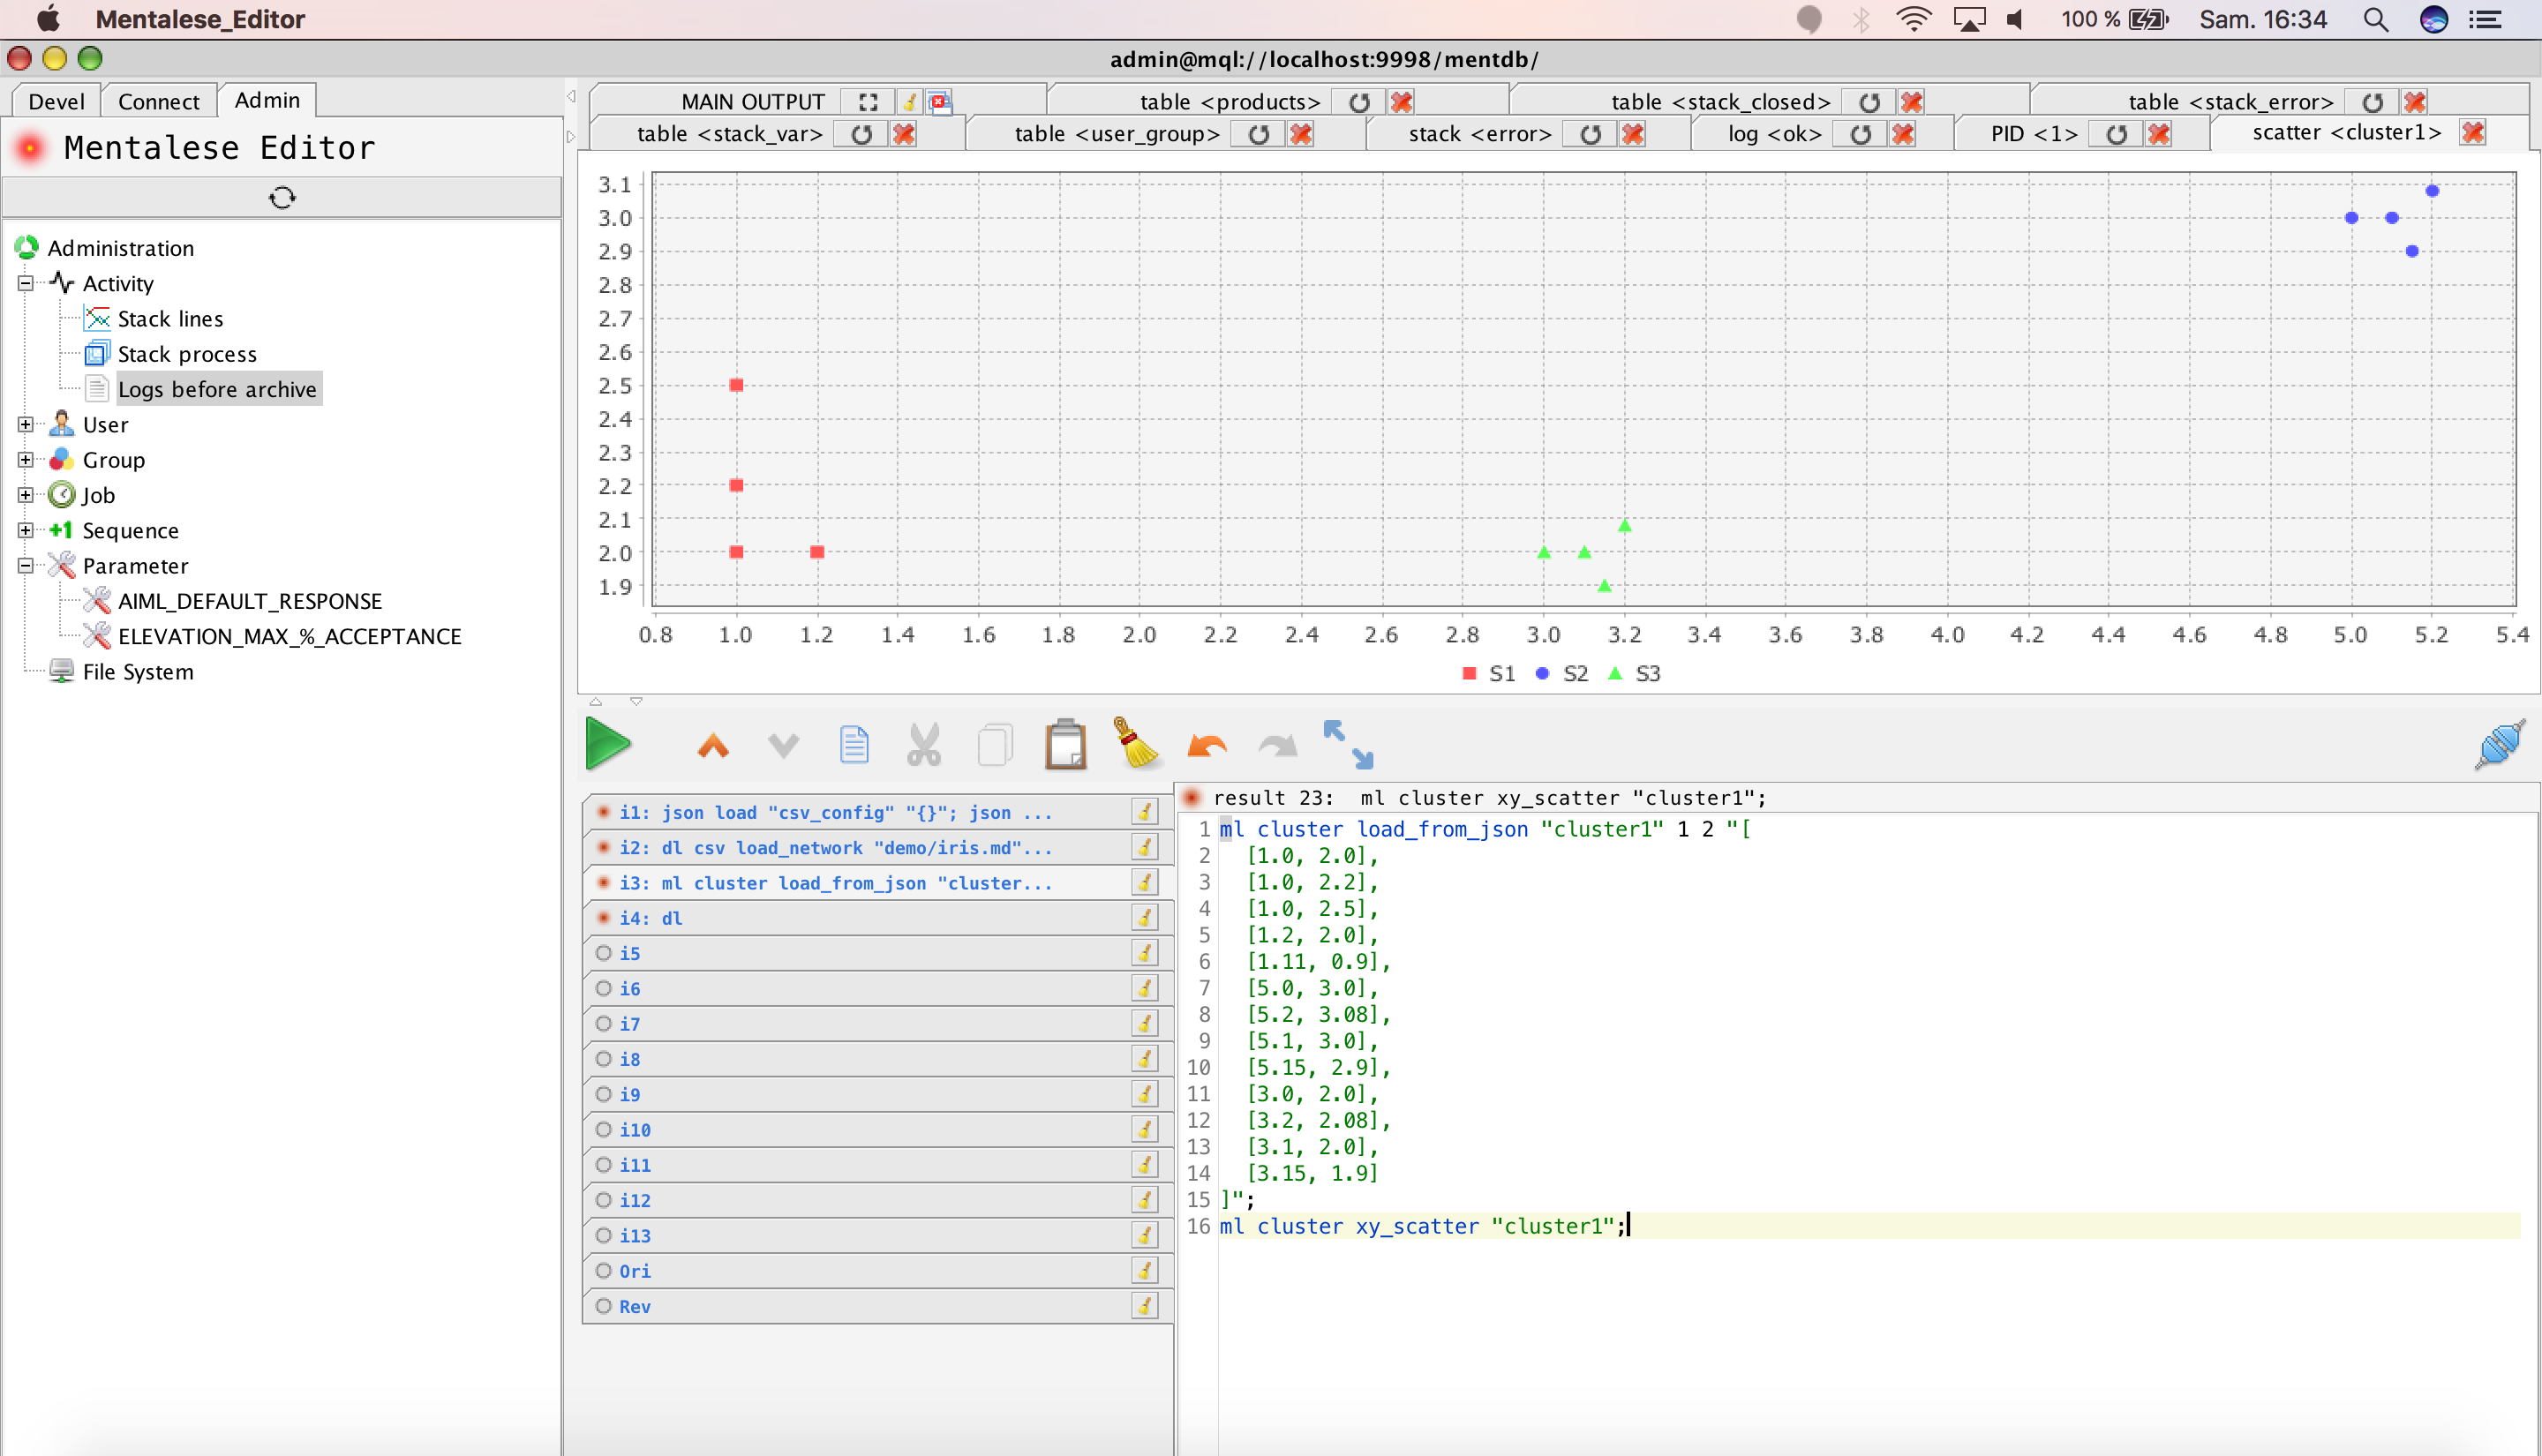 Mentalese_Editor
100 %
Sam. 16:34
admin@mql://localhost:9998/mentdb/
Devel
Connect
Admin
Mentalese Editor
Administration
Activity
Stack lines
Stack process
Logs before archive
User
Group
Job
+1 Sequence
Parameter
AIML_DEFAULT_RESPONSE
ELEVATION_MAX_%_ACCEPTANCE
File System
MAIN OUTPUT
table <products>
table <stack_closed>
table <stack_error>
table <stack_var>
table <user_group>
stack <error>
log <ok>
PID <1>
scatter <cluster1>
3.1
3.0
2.9
2.8
2.7
2.6
2.5
2.4
2.3
2.2
2.1
2.0
1.9
0.8 1.0 1.2 1.4 1.6 1.8 2.0 2.2 2.4 2.6 2.8 3.0 3.2 3.4 3.6 3.8 4.0 4.2 4.4 4.6 4.8 5.0 5.2 5.4
S1 S2 S3
i1: json load "csv_config" "{}"; json ...
i2: dl csv load_network "demo/iris.md"...
i3: ml cluster load_from_json "cluster...
i4: dl
i5
i6
i7
i8
i9
i10
i11
i12
i13
Ori
Rev
result 23: ml cluster xy_scatter "cluster1";
1 ml cluster load_from_json "cluster1" 1 2 "[
2 [1.0, 2.0],
3 [1.0, 2.2],
4 [1.0, 2.5],
5 [1.2, 2.0],
6 [1.11, 0.9],
7 [5.0, 3.0],
8 [5.2, 3.08],
9 [5.1, 3.0],
10 [5.15, 2.9],
11 [3.0, 2.0],
12 [3.2, 2.08],
13 [3.1, 2.0],
14 [3.15, 1.9]
15 ]";
16 ml cluster xy_scatter "cluster1";